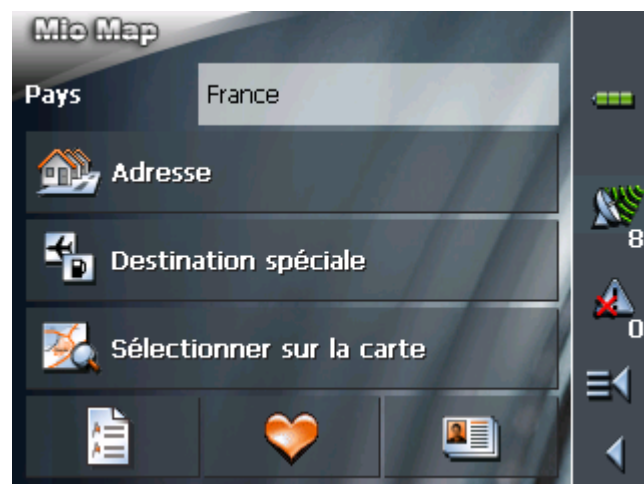 Mio Map
Pays
France
Adresse
8
Destination spéciale
0
Sélectionner sur la carte